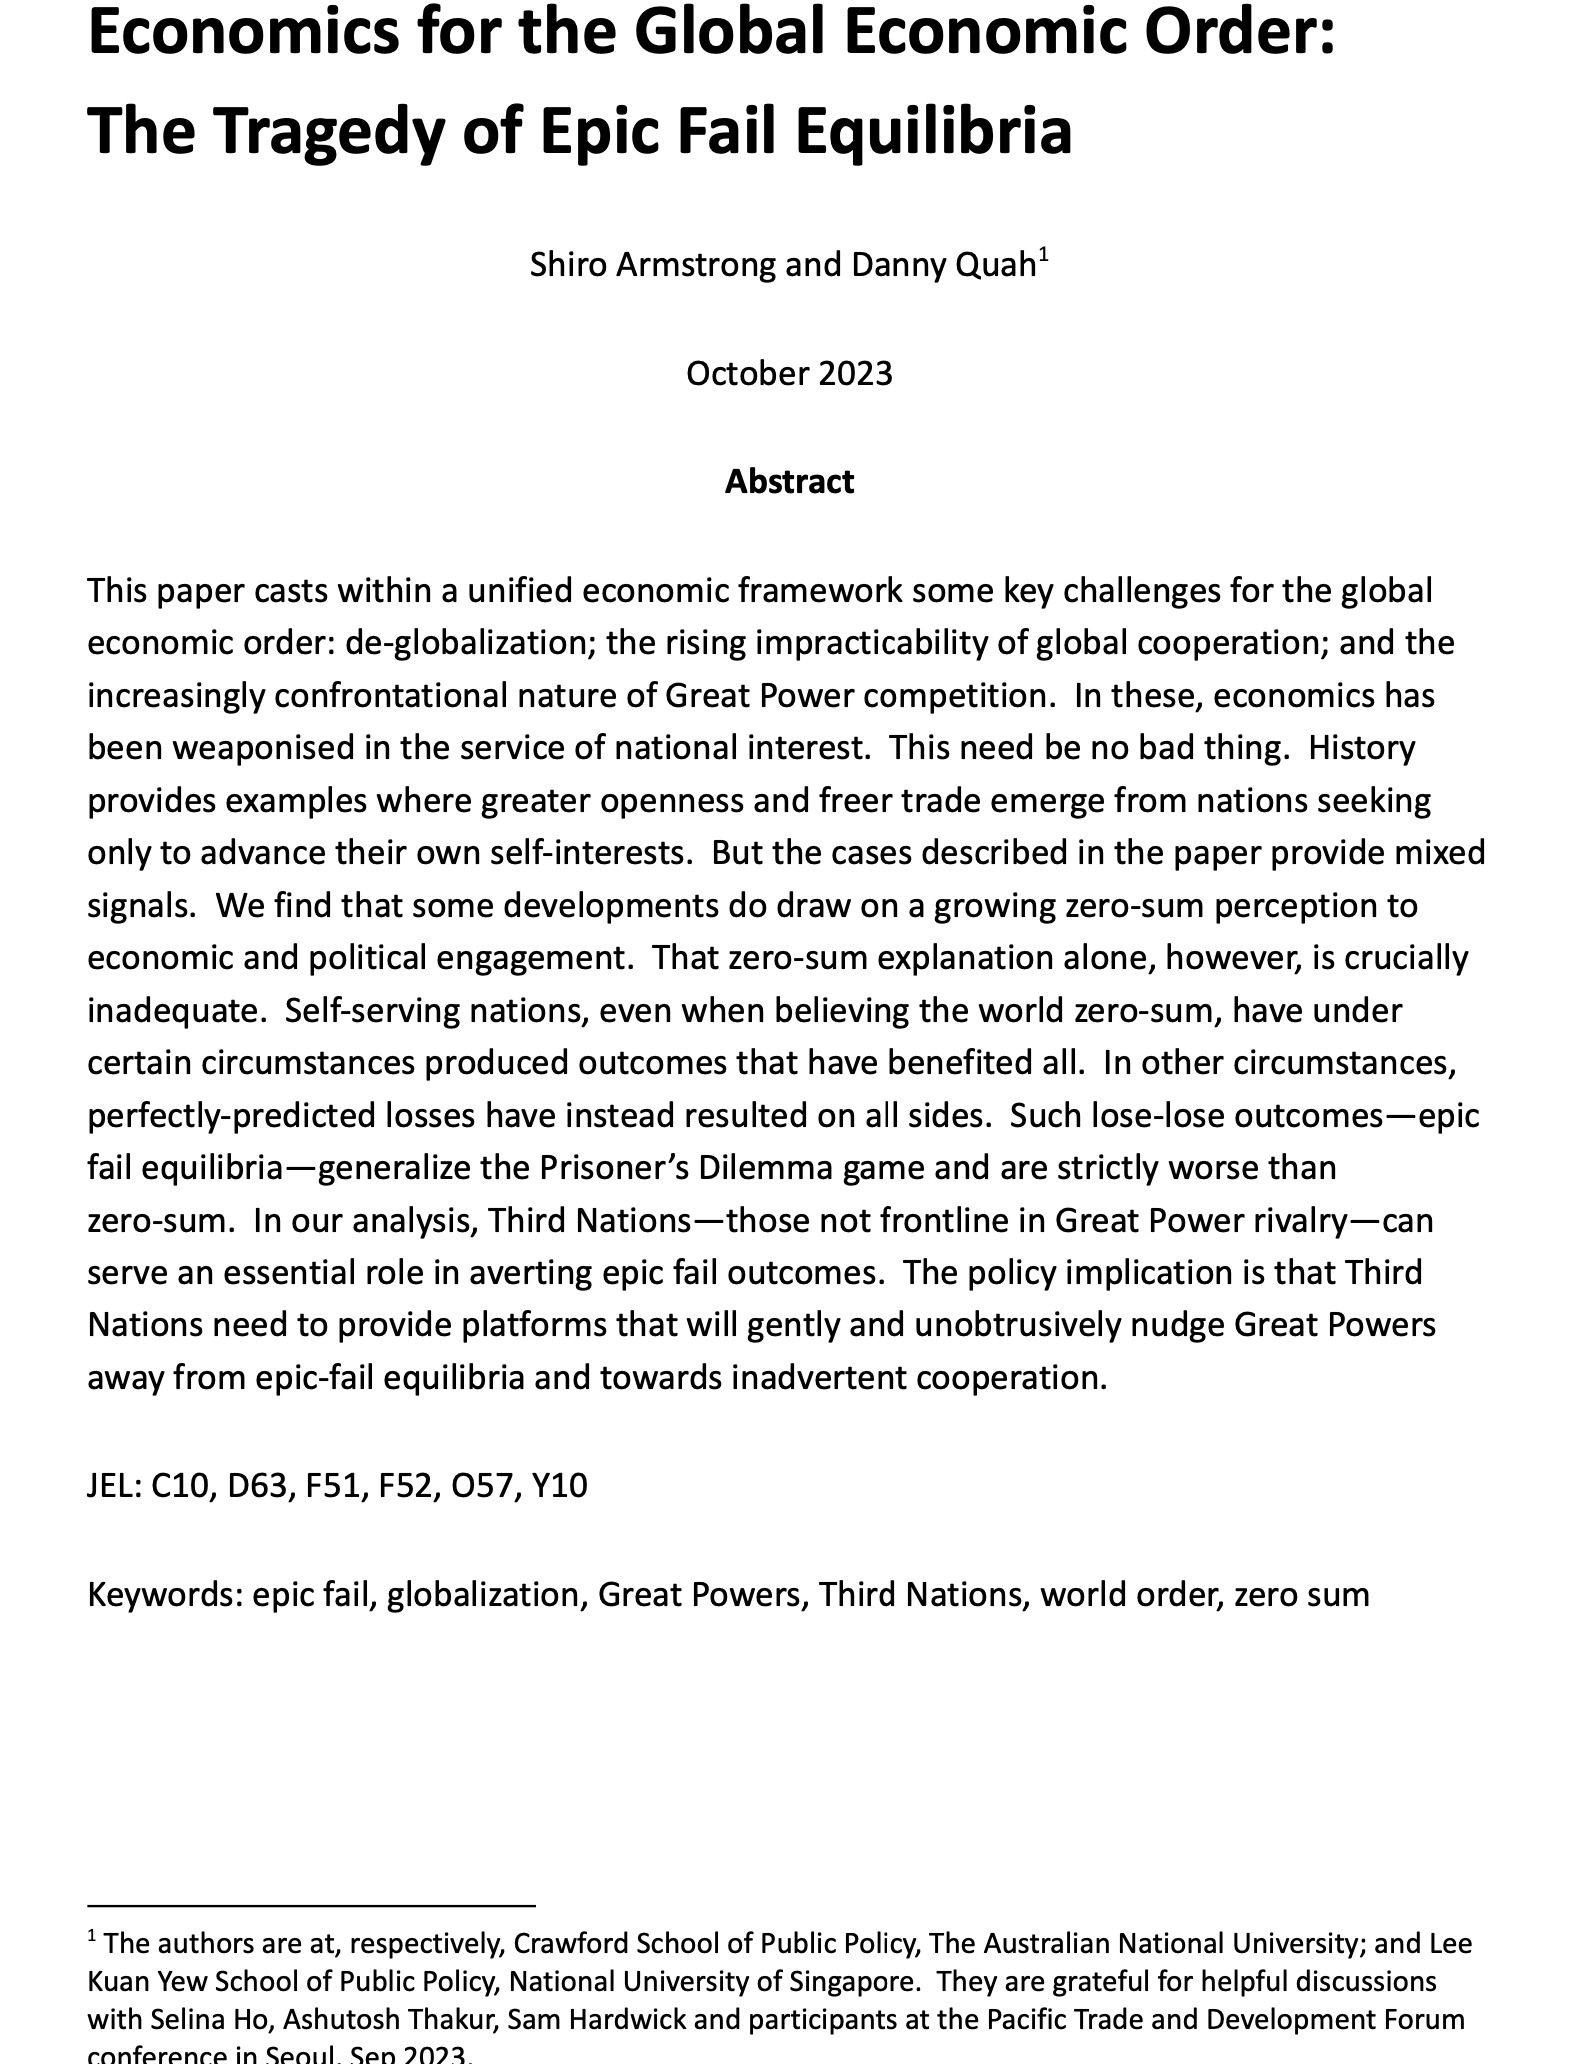 Economics for the Global Economic Order:
The Tragedy of Epic Fail Equilibria
Shiro Armstrong and Danny Quah1
October 2023
Abstract
This paper casts within a unified economic framework some key challenges for the global
economic order: de-globalization; the rising impracticability of global cooperation; and the
increasingly confrontational nature of Great Power competition.  In these, economics has
been weaponised in the service of national interest.  This need be no bad thing.  History
provides examples where greater openness and freer trade emerge from nations seeking
only to advance their own self-interests.  But the cases described in the paper provide mixed
signals.  We find that some developments do draw on a growing zero-sum perception to
economic and political engagement.  That zero-sum explanation alone, however, is crucially
inadequate.  Self-serving nations, even when believing the world zero-sum, have under
certain circumstances produced outcomes that have benefited all.  In other circumstances,
perfectly-predicted losses have instead resulted on all sides.  Such lose-lose outcomes—epic
fail equilibria—generalize the Prisoner’s Dilemma game and are strictly worse than
zero-sum.  In our analysis, Third Nations—those not frontline in Great Power rivalry—can
serve an essential role in averting epic fail outcomes.  The policy implication is that Third
Nations need to provide platforms that will gently and unobtrusively nudge Great Powers
away from epic-fail equilibria and towards inadvertent cooperation.
JEL: C10, D63, F51, F52, O57, Y10
Keywords: epic fail, globalization, Great Powers, Third Nations, world order, zero sum
1 The authors are at, respectively, Crawford School of Public Policy, The Australian National University; and Lee
Kuan Yew School of Public Policy, National University of Singapore.  They are grateful for helpful discussions
with Selina Ho, Ashutosh Thakur, Sam Hardwick and participants at the Pacific Trade and Development Forum
conference in Seoul, Sep 2023.